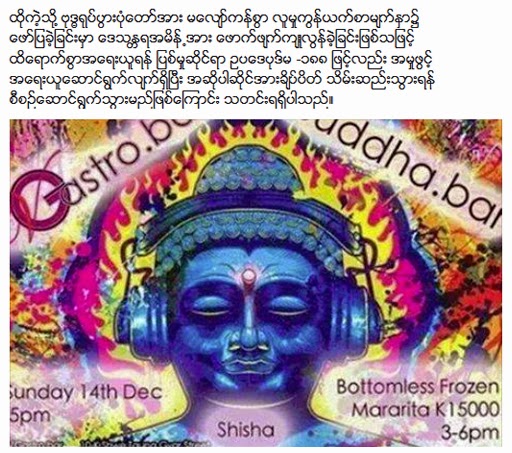 ထိုကဲ့သို့ ဗုဒ္ဓရုပ်ပွားပုံတော်အား မလျော်ကန်စွာ လူမှုကွန်ယက်စာမျက်နှာ၌
ဖော်ပြခဲ့ခြင်းမှာ ဒေသန္တရအမိန့်အား ဖောက်ဖျက်ကျူးလွန်ခဲ့ခြင်းဖြစ်သဖြင့်
ထိရောက်စွာအရေးယူရန် ပြစ်မှုဆိုင်ရာ ဥပဒေပုဒ်မ -၁၈၈ ဖြင့်လည်း အမှုဖွင့်
အရေးယူဆောင်ရွက်လျက်ရှိပြီး အဆိုပါဆိုင်အားချိပ်ပိတ် သိမ်းဆည်းသွားရန်
စီစဉ်ဆောင်ရွက်သွားမည်ဖြစ်ကြောင်း သတင်းရရှိပါသည်။
Gastro.ba
uddha.bar
Sunday 14th Dec
5pm
Shisha
Bottomless Frozen
Mararita K15000
3-6pm